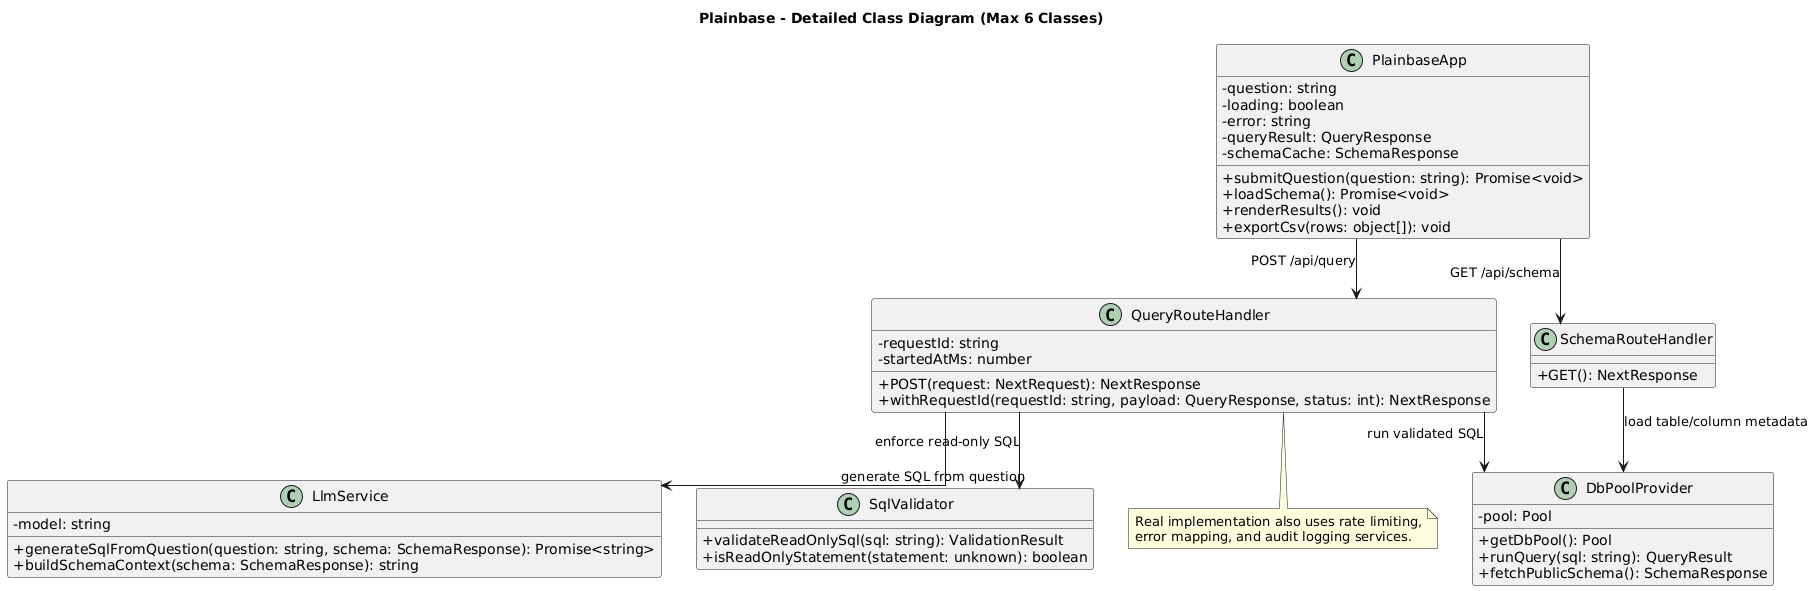 Plainbase - Detailed Class Diagram (Max 6 Classes)
C PlainbaseApp
-question: string
-loading: boolean
-error: string
-queryResult: QueryResponse
-schemaCache: SchemaResponse
+submitQuestion(question: string): Promise<void>
+loadSchema(): Promise<void>
+renderResults(): void
+exportCsv(rows: object[]): void
POST /api/query
GET /api/schema
C QueryRouteHandler
-requestId: string
-startedAtMs: number
+POST(request: NextRequest): NextResponse
+withRequestId(requestId: string, payload: QueryResponse, status: int): NextResponse
C SchemaRouteHandler
+GET(): NextResponse
enforce read-only SQL
run validated SQL
load table/column metadata
generate SQL from question
C LlmService
-model: string
+generateSqlFromQuestion(question: string, schema: SchemaResponse): Promise<string>
+buildSchemaContext(schema: SchemaResponse): string
C SqlValidator
+validateReadOnlySql(sql: string): ValidationResult
+isReadOnlyStatement(statement: unknown): boolean
Real implementation also uses rate limiting,
error mapping, and audit logging services.
C DbPoolProvider
-pool: Pool
+getDbPool(): Pool
+runQuery(sql: string): QueryResult
+fetchPublicSchema(): SchemaResponse